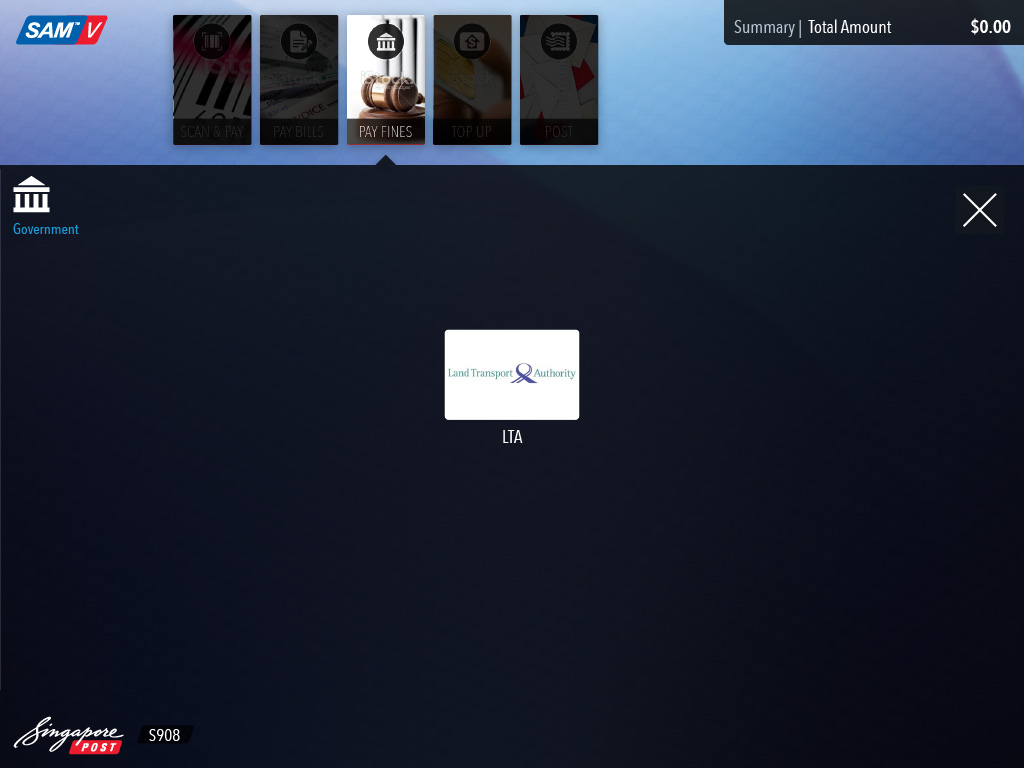 SAM™ V
SCAN & PAY
PAY BILLS
PAY FINES
TOP UP
POST
Summary | Total Amount $0.00
Government
Land Transport Authority
LTA
Singapore
POST
S908